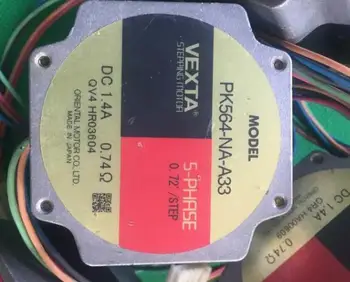 MODEL
PK564-NA-A33
VEXTA®
STEPPING MOTOR
5-PHASE
0.72°/STEP
DC 1.4A 0.74Ω
QV4 HR03604
ORIENTAL MOTOR CO.,LTD.
MADE IN JAPAN
DC 1.4A
0.74Ω